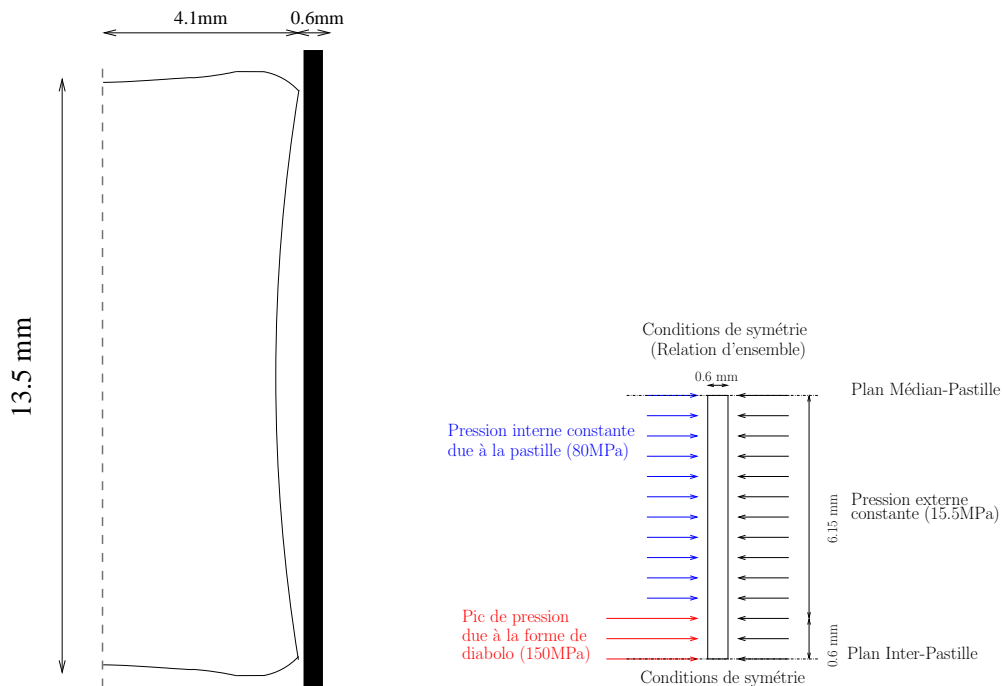 4.1mm
0.6mm
13.5 mm
Conditions de symétrie
(Relation d'ensemble)
0.6 mm
Plan Médian-Pastille
Pression interne constante
due à la pastille (80MPa)
Pression externe
constante (15.5MPa)
6.15 mm
Pic de pression
due à la forme de
diabolo (150MPa)
0.6 mm
Plan Inter-Pastille
Conditions de symétrie